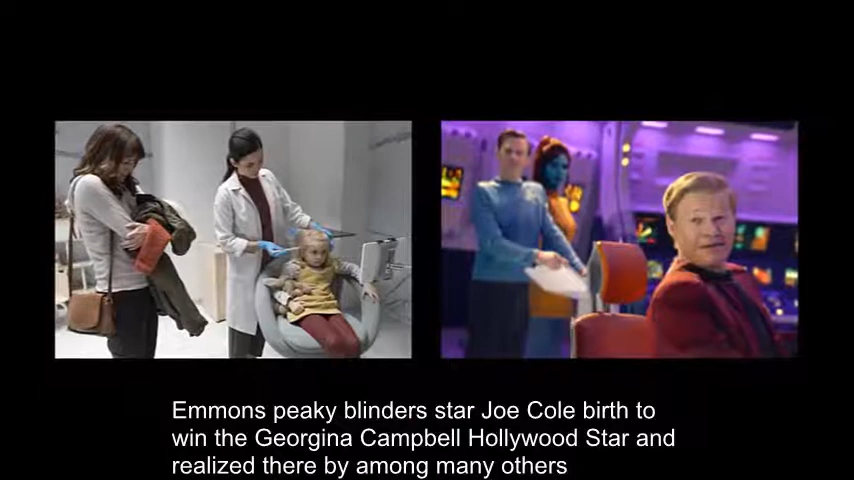 Emmons peaky blinders star Joe Cole birth to
win the Georgina Campbell Hollywood Star and
realized there by among many others